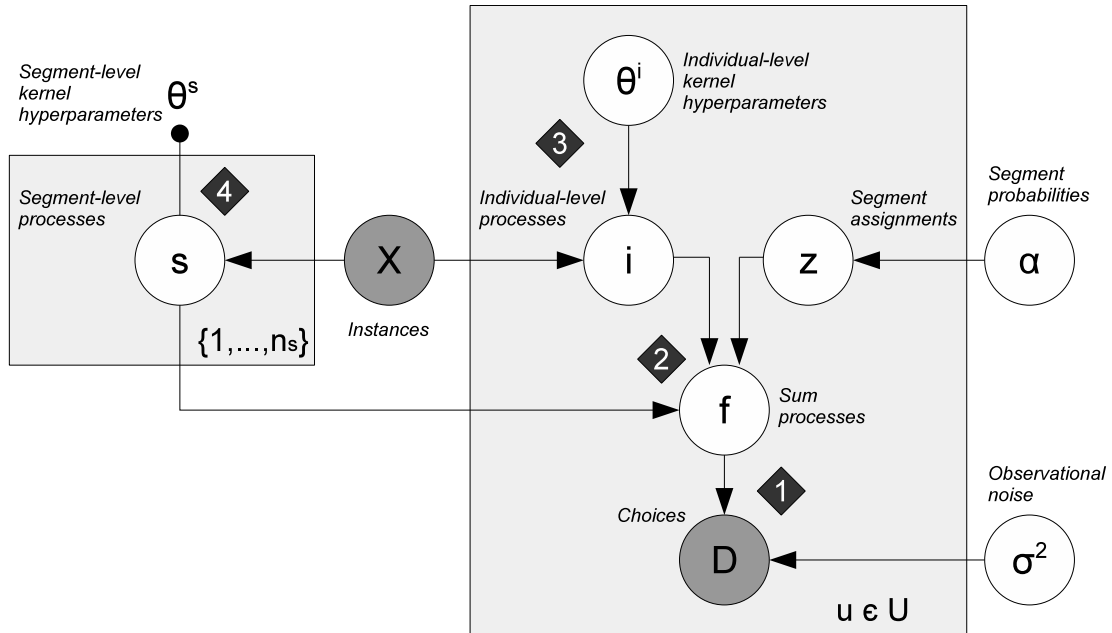 Segment-level
kernel
hyperparameters
θˢ
θⁱ
Individual-level
kernel
hyperparameters
3
4
Segment-level
processes
Individual-level
processes
Segment
assignments
Segment
probabilities
s
X
i
z
α
Instances
{1,...,nₛ}
2
f
Sum
processes
1
Choices
Observational
noise
D
σ²
u ϵ U